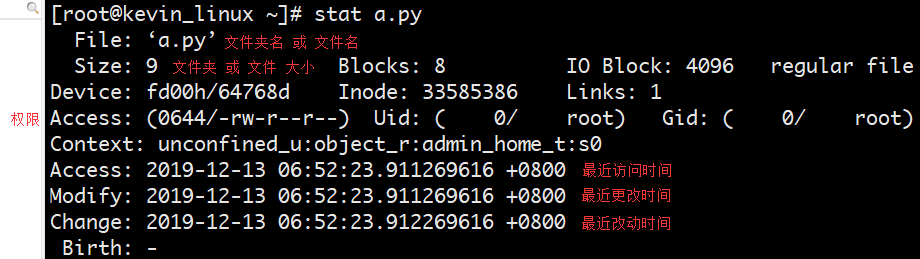 [root@kevin_linux ~]# stat a.py
File: ‘a.py’ 文件夹名 或 文件名
Size: 9 文件夹 或 文件 大小 Blocks: 8 IO Block: 4096 regular file
Device: fd00h/64768d Inode: 33585386 Links: 1
权限 Access: (0644/-rw-r--r--) Uid: ( 0/ root) Gid: ( 0/ root)
Context: unconfined_u:object_r:admin_home_t:s0
Access: 2019-12-13 06:52:23.911269616 +0800 最近访问时间
Modify: 2019-12-13 06:52:23.911269616 +0800 最近更改时间
Change: 2019-12-13 06:52:23.912269616 +0800 最近改动时间
Birth: -